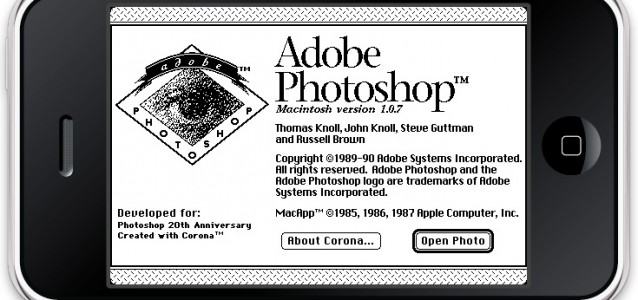 adobe™
PHOTOSHOP
Developed for:
Photoshop 20th Anniversary
Created with Corona™
Adobe
Photoshop™
Macintosh version 1.0.7
Thomas Knoll, John Knoll, Steve Guttman
and Russell Brown
Copyright ©1989-90 Adobe Systems Incorporated.
All rights reserved. Adobe Photoshop and the
Adobe Photoshop logo are trademarks of Adobe
Systems Incorporated.
MacApp™ ©1985, 1986, 1987 Apple Computer, Inc.
About Corona...
Open Photo